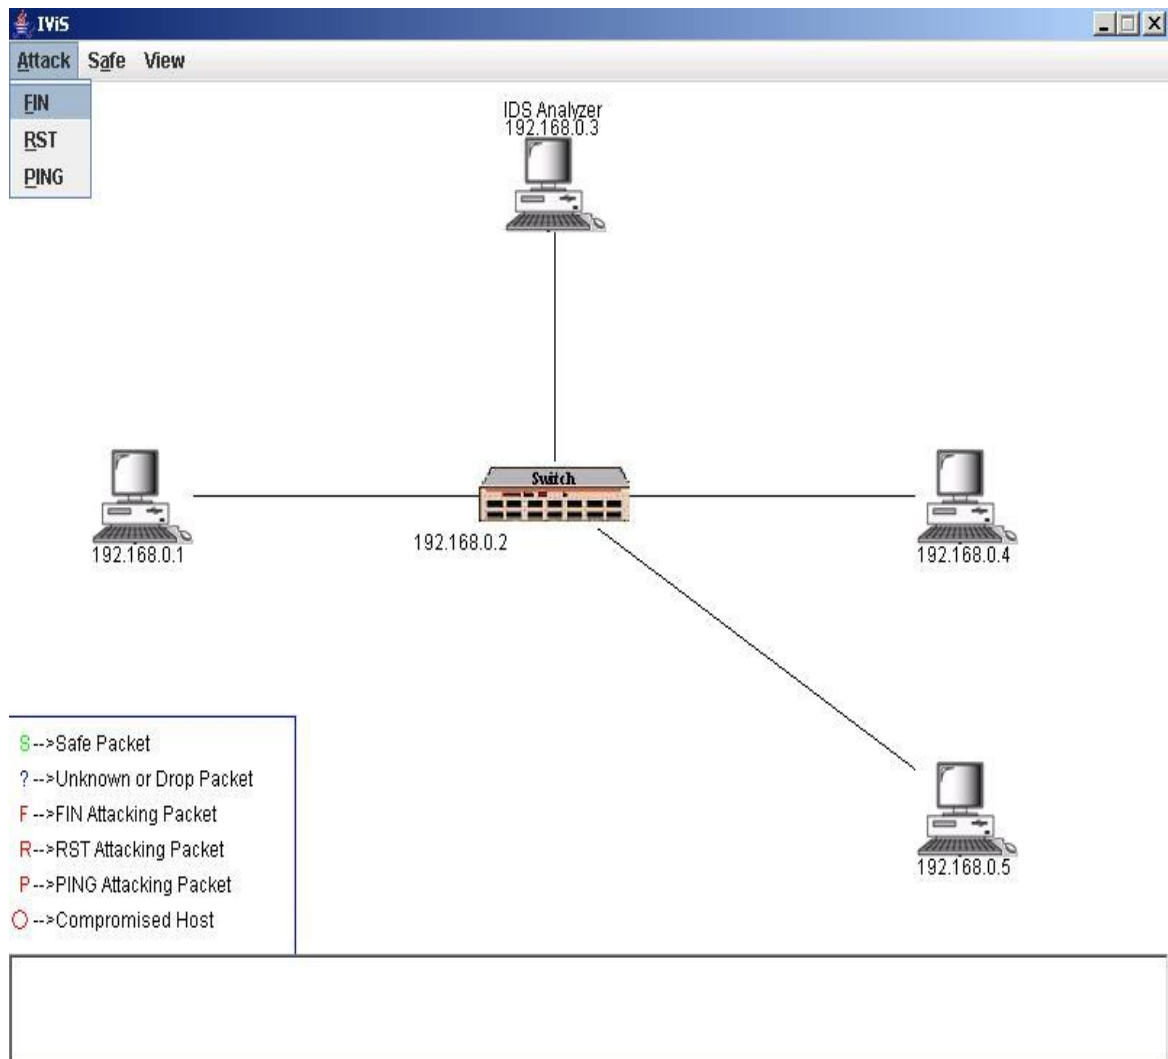 IViS
Attack Safe View
FIN
RST
PING
IDS Analyzer
192.168.0.3
Switch
192.168.0.1
192.168.0.2
192.168.0.4
192.168.0.5
S-->Safe Packet
?-->Unknown or Drop Packet
F-->FIN Attacking Packet
R-->RST Attacking Packet
P-->PING Attacking Packet
O-->Compromised Host